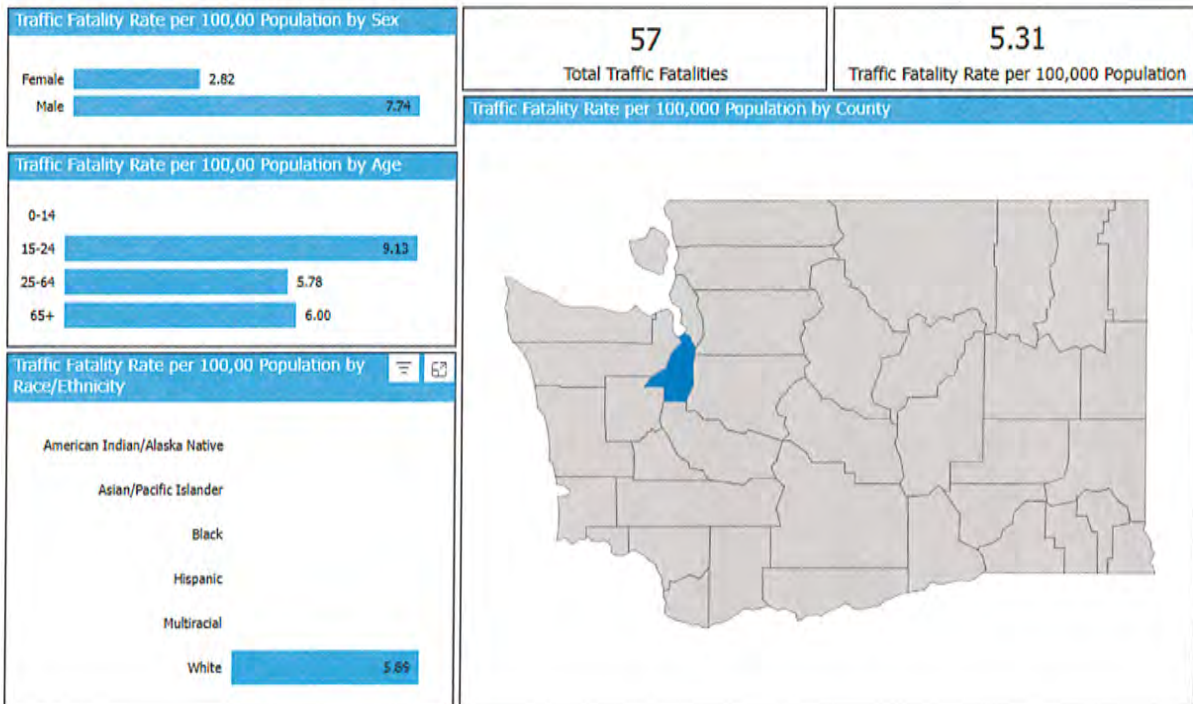 Traffic Fatality Rate per 100,00 Population by Sex
Female 2.82
Male 7.74
Traffic Fatality Rate per 100,00 Population by Age
0-14
15-24 9.13
25-64 5.78
65+ 6.00
Traffic Fatality Rate per 100,00 Population by
Race/Ethnicity
American Indian/Alaska Native
Asian/Pacific Islander
Black
Hispanic
Multiracial
White 5.89
57
Total Traffic Fatalities
5.31
Traffic Fatality Rate per 100,000 Population
Traffic Fatality Rate per 100,000 Population by County